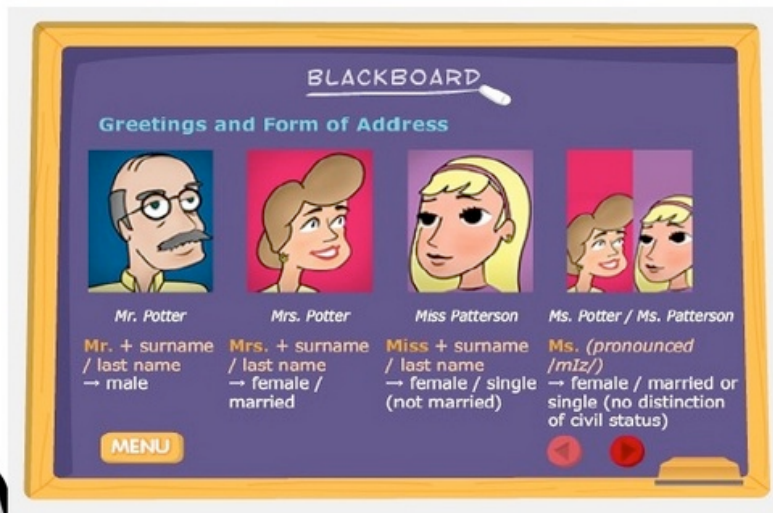 BLACKBOARD
Greetings and Form of Address
Mr. Potter
Mrs. Potter
Miss Patterson
Ms. Potter / Ms. Patterson
Mr. + surname
/ last name
→ male
Mrs. + surname
/ last name
→ female /
married
Miss + surname
/ last name
→ female / single
(not married)
Ms. (pronounced
/mIz/)
→ female / married or
single (no distinction
of civil status)
MENU